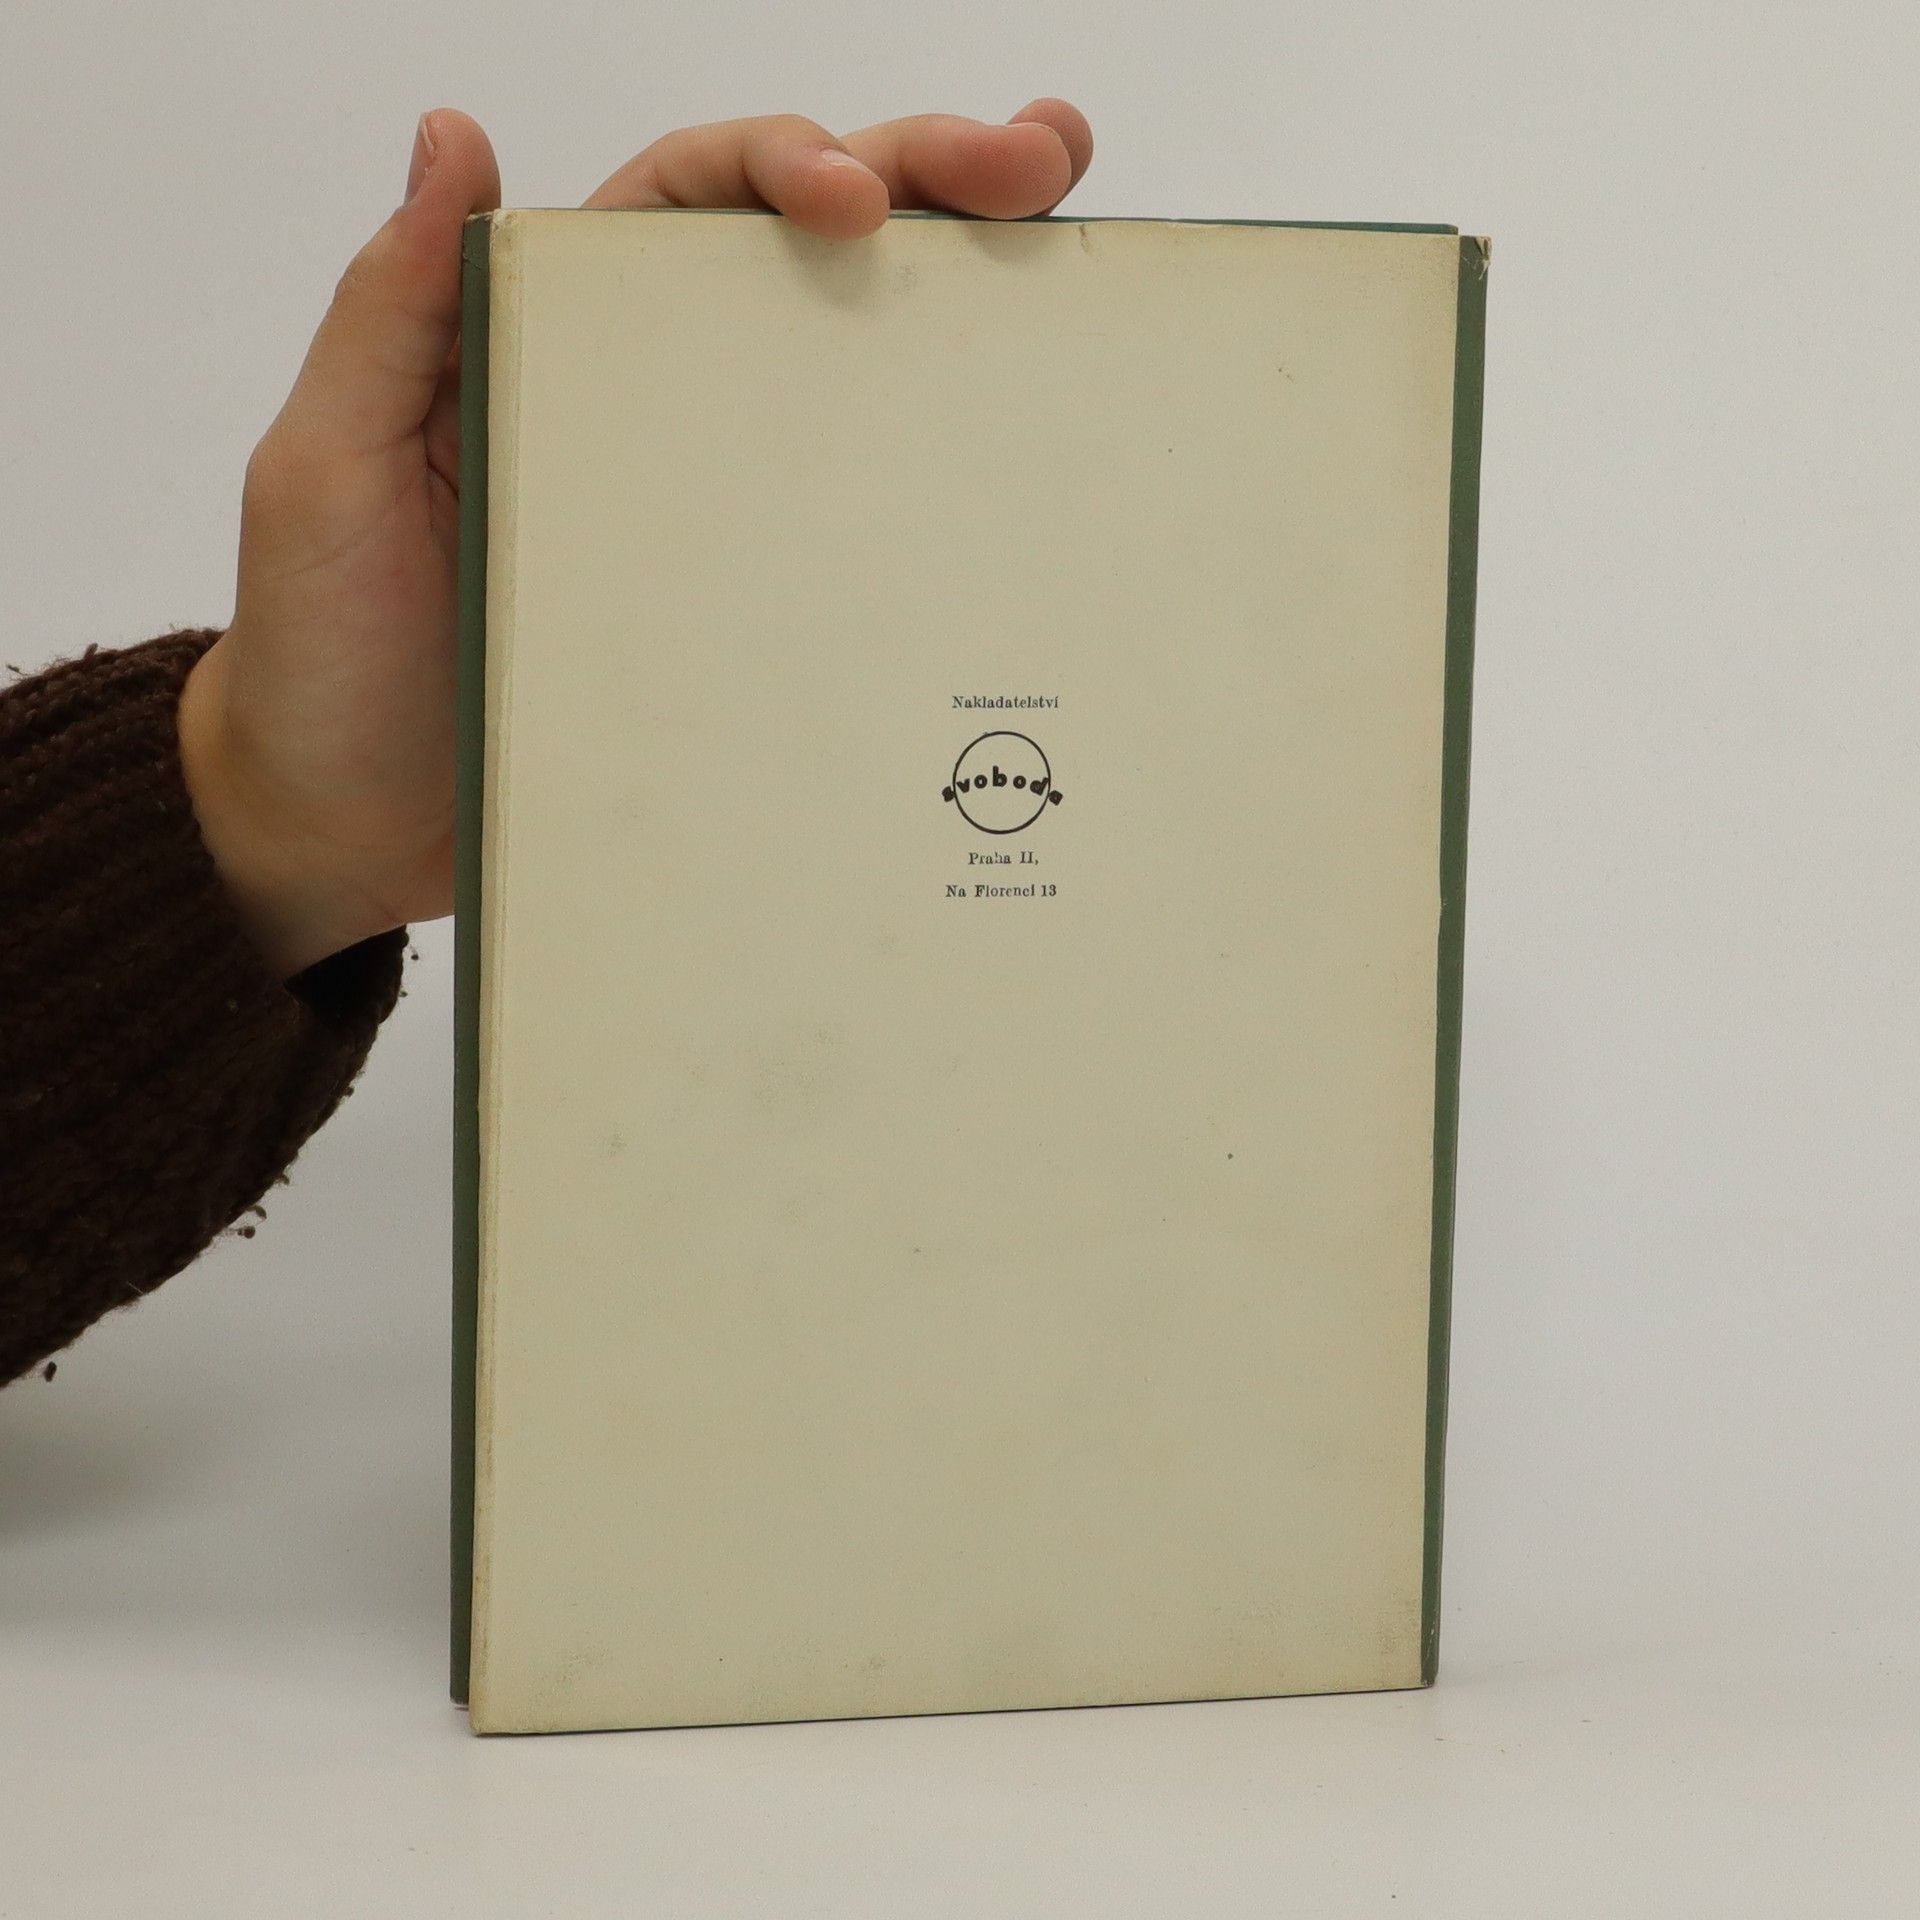 Nakladatelství
svoboda
Praha II,
Na Florenci 13